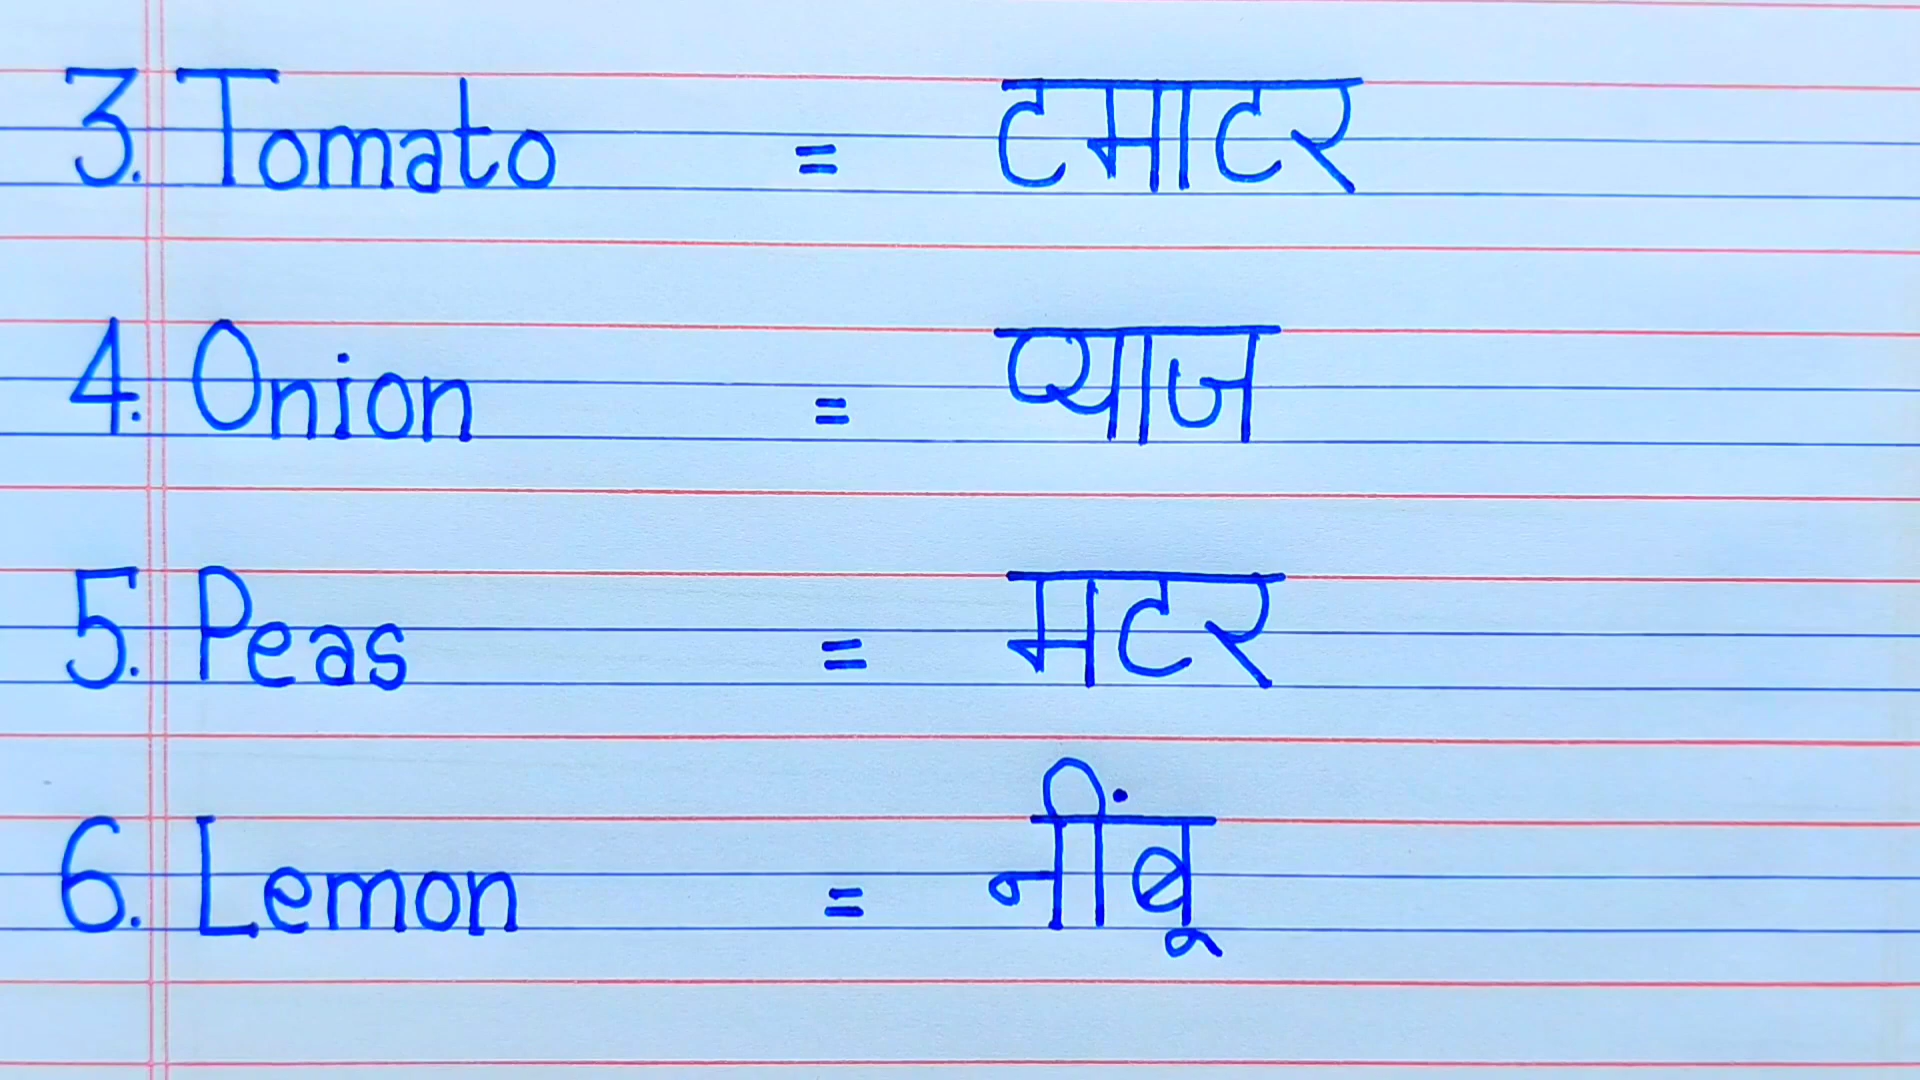 3. Tomato = टमाटर
4. Onion = प्याज
5. Peas = मटर
6. Lemon = नींबू